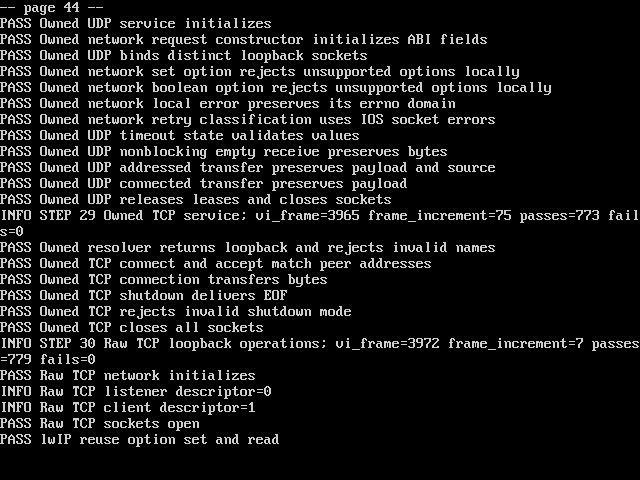 -- page 44 --
PASS Owned UDP service initializes
PASS Owned network request constructor initializes ABI fields
PASS Owned UDP binds distinct loopback sockets
PASS Owned network set option rejects unsupported options locally
PASS Owned network boolean option rejects unsupported options locally
PASS Owned network local error preserves its errno domain
PASS Owned network retry classification uses IOS socket errors
PASS Owned UDP timeout state validates values
PASS Owned UDP nonblocking empty receive preserves bytes
PASS Owned UDP addressed transfer preserves payload and source
PASS Owned UDP connected transfer preserves payload
PASS Owned UDP releases leases and closes sockets
INFO STEP 29 Owned TCP service; vi_frame=3965 frame_increment=75 passes=773 fail
s=0
PASS Owned resolver returns loopback and rejects invalid names
PASS Owned TCP connect and accept match peer addresses
PASS Owned TCP connection transfers bytes
PASS Owned TCP shutdown delivers EOF
PASS Owned TCP rejects invalid shutdown mode
PASS Owned TCP closes all sockets
INFO STEP 30 Raw TCP loopback operations; vi_frame=3972 frame_increment=7 passes
=779 fails=0
PASS Raw TCP network initializes
INFO Raw TCP listener descriptor=0
INFO Raw TCP client descriptor=1
PASS Raw TCP sockets open
PASS lwIP reuse option set and read